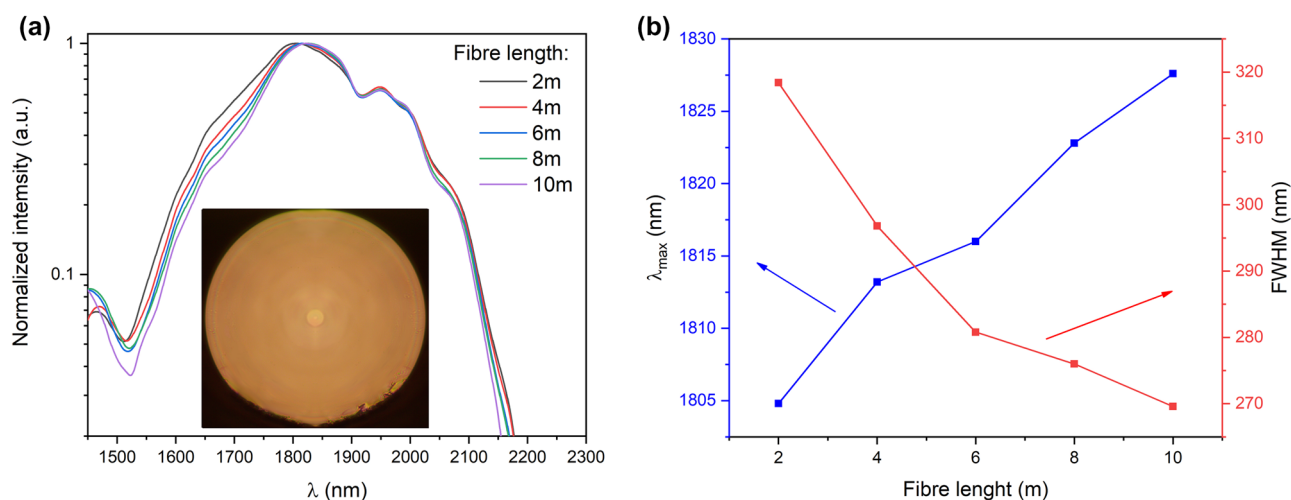 (a)
Normalized intensity (a.u.)
1
0.1
Fibre length:
2m
4m
6m
8m
10m
1500 1600 1700 1800 1900 2000 2100 2200 2300
λ (nm)
(b)
λmax (nm)
1830
1825
1820
1815
1810
1805
2 4 6 8 10
Fibre lenght (m)
320
310
300
290
280
270
FWHM (nm)